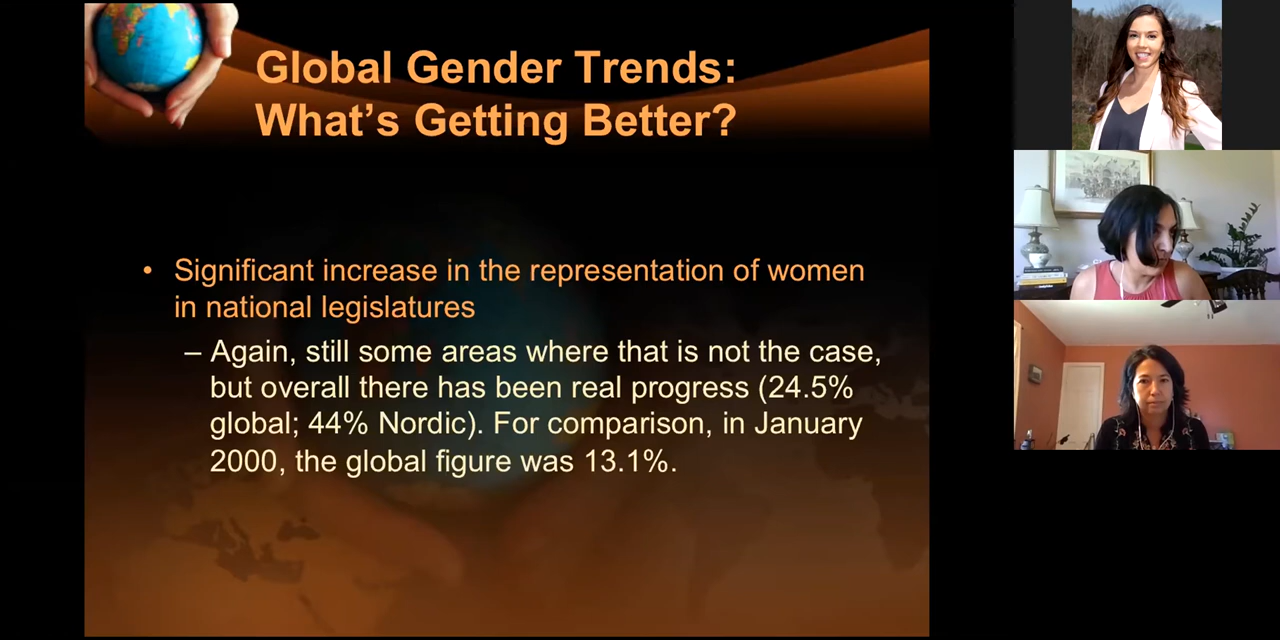 Global Gender Trends:
What's Getting Better?
• Significant increase in the representation of women
in national legislatures
– Again, still some areas where that is not the case,
but overall there has been real progress (24.5%
global; 44% Nordic). For comparison, in January
2000, the global figure was 13.1%.